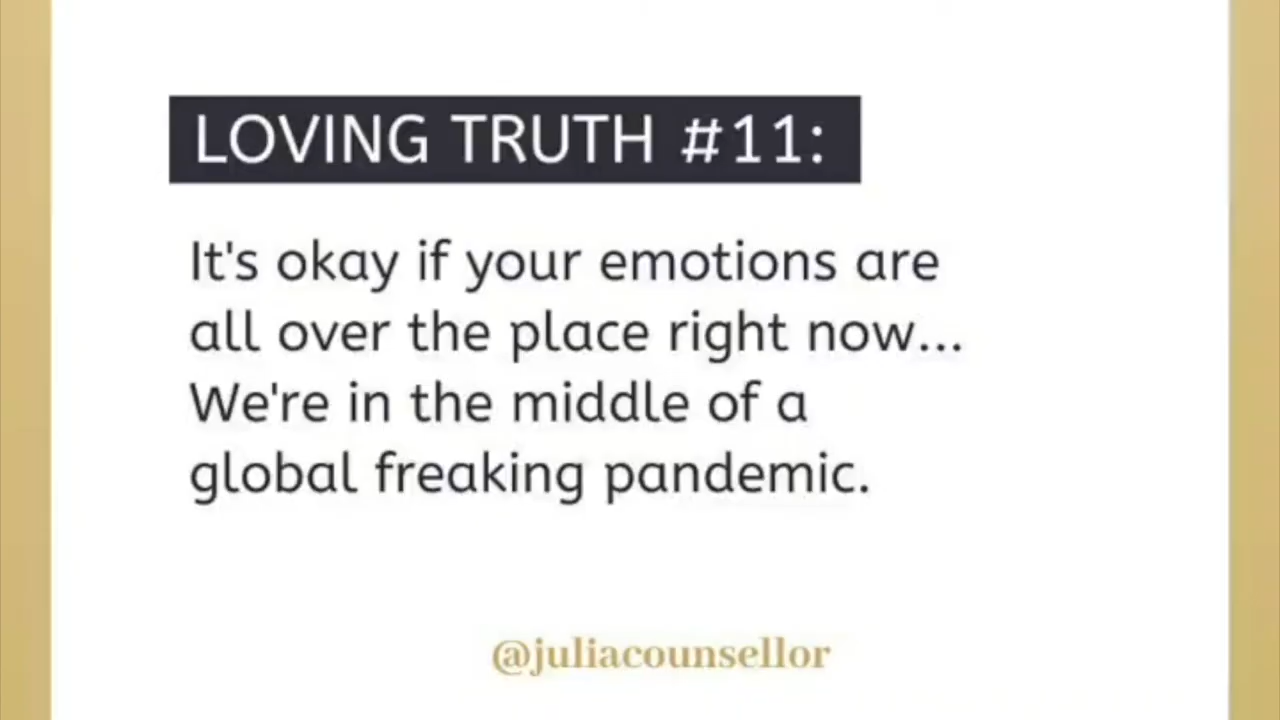 LOVING TRUTH #11:
It's okay if your emotions are
all over the place right now...
We're in the middle of a
global freaking pandemic.
@juliacounsellor